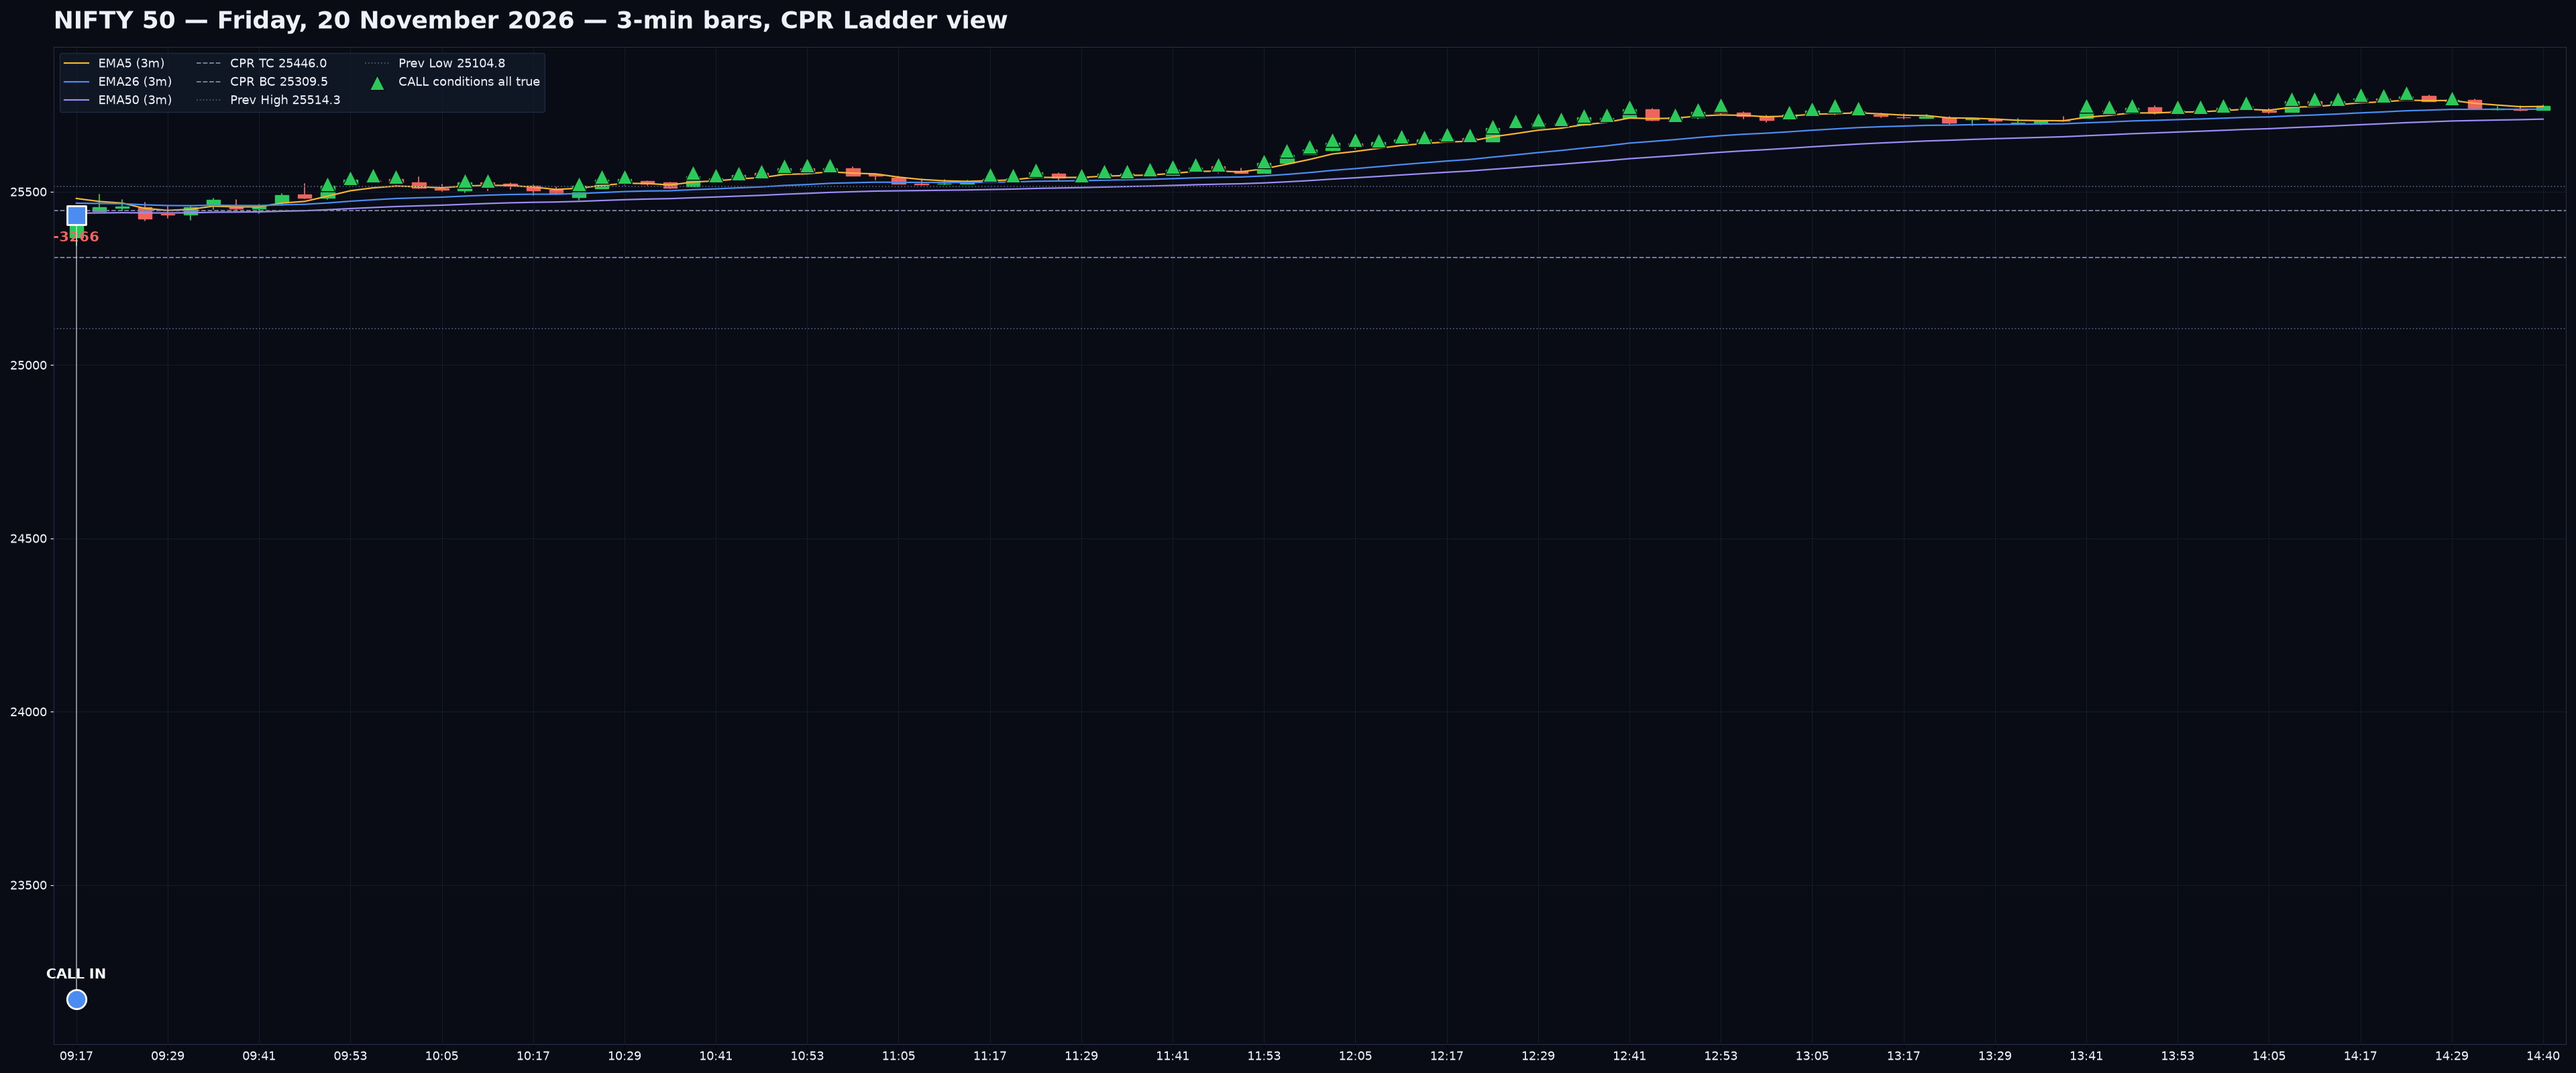 NIFTY 50 — Friday, 20 November 2026 — 3-min bars, CPR Ladder view
EMA5 (3m)
EMA26 (3m)
EMA50 (3m)
CPR TC 25446.0
CPR BC 25309.5
Prev High 25514.3
Prev Low 25104.8
CALL conditions all true
25500
25000
24500
24000
23500
-3266
CALL IN
09:17 09:29 09:41 09:53 10:05 10:17 10:29 10:41 10:53 11:05 11:17 11:29 11:41 11:53 12:05 12:17 12:29 12:41 12:53 13:05 13:17 13:29 13:41 13:53 14:05 14:17 14:29 14:40